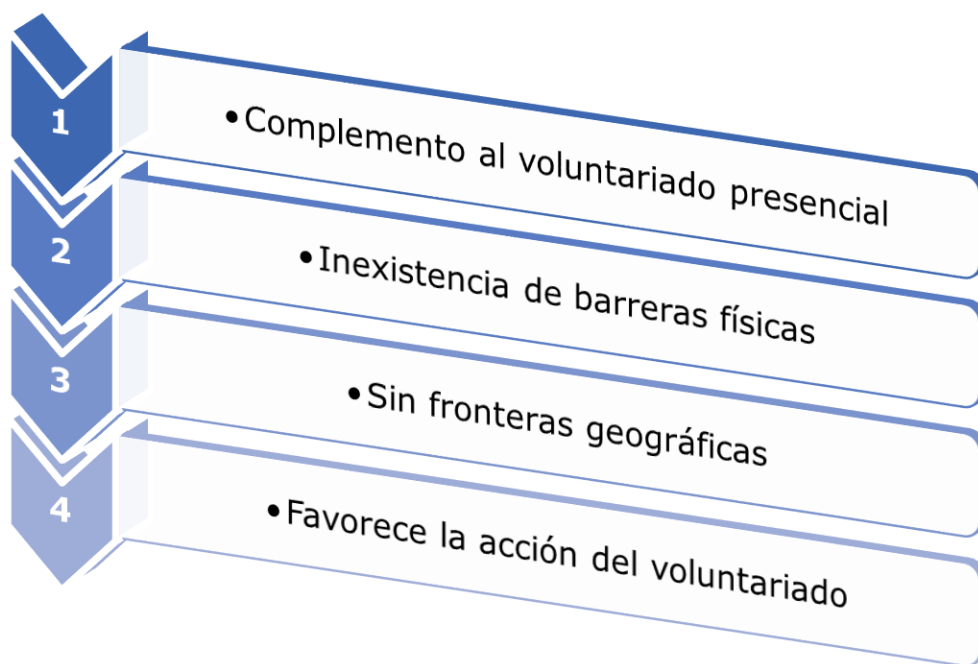 1
• Complemento al voluntariado presencial
2
• Inexistencia de barreras físicas
3
• Sin fronteras geográficas
4
• Favorece la acción del voluntariado